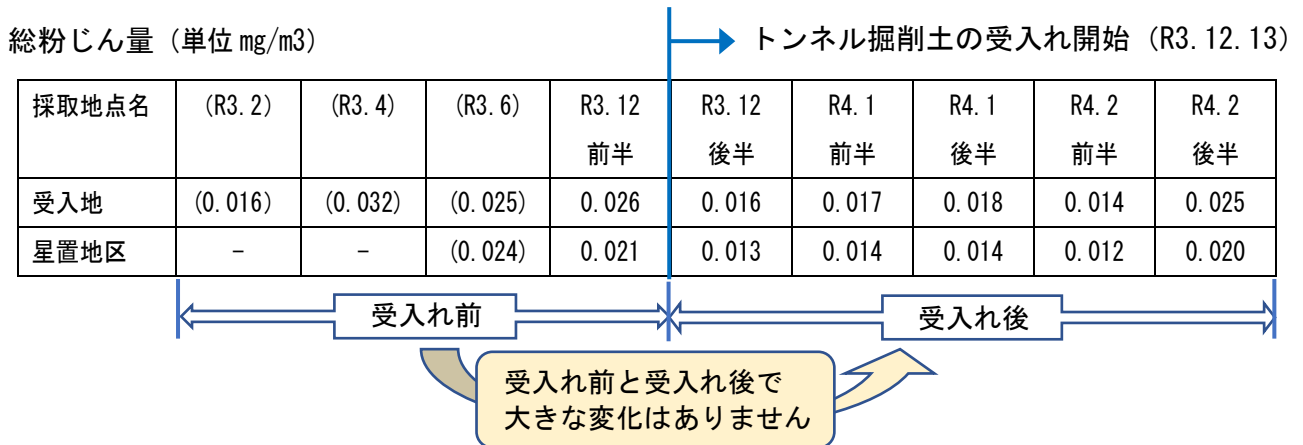 総粉じん量（単位 mg/m3）
トンネル掘削土の受入れ開始（R3.12.13）
採取地点名 (R3.2) (R3.4) (R3.6) R3.12 R3.12 R4.1 R4.1 R4.2 R4.2
前半 後半 前半 後半 前半 後半
受入地 (0.016) (0.032) (0.025) 0.026 0.016 0.017 0.018 0.014 0.025
星置地区 － － (0.024) 0.021 0.013 0.014 0.014 0.012 0.020
受入れ前
受入れ後
受入れ前と受入れ後で
大きな変化はありません